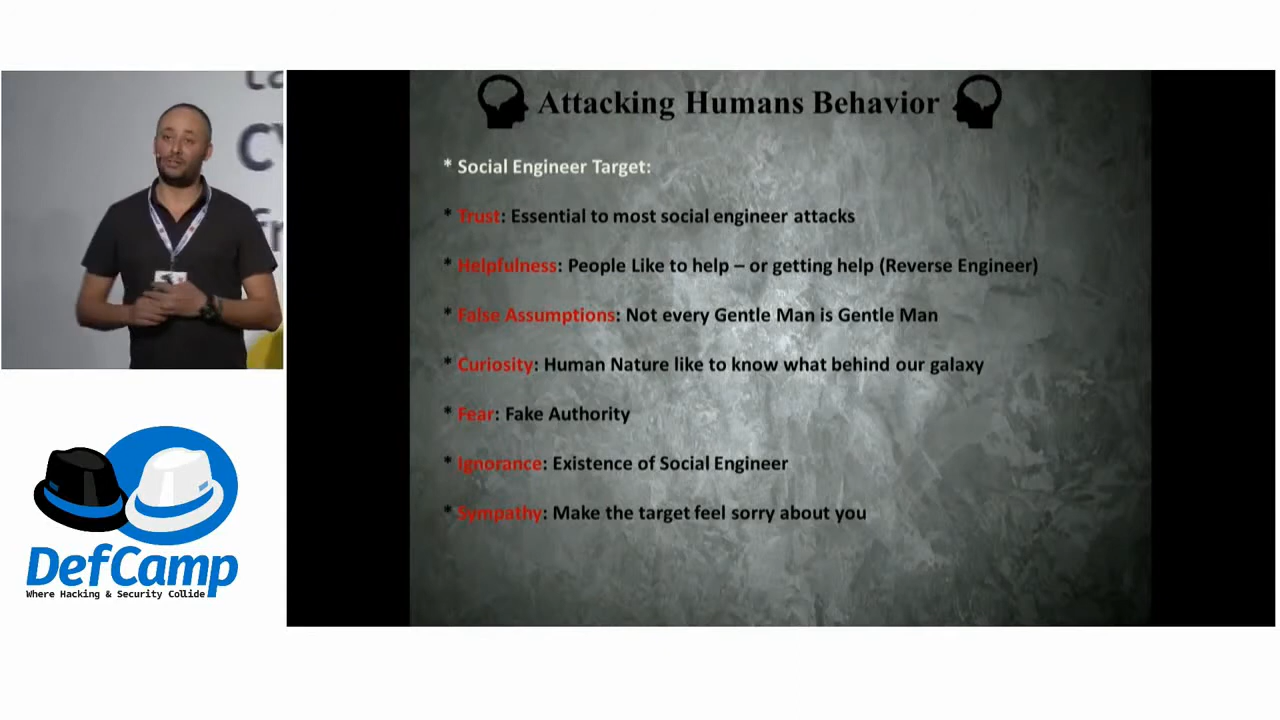 Attacking Humans Behavior
* Social Engineer Target:
* Trust: Essential to most social engineer attacks
* Helpfulness: People Like to help – or getting help (Reverse Engineer)
* False Assumptions: Not every Gentle Man is Gentle Man
* Curiosity: Human Nature like to know what behind our galaxy
* Fear: Fake Authority
* Ignorance: Existence of Social Engineer
* Sympathy: Make the target feel sorry about you
DefCamp
Where Hacking & Security Collide